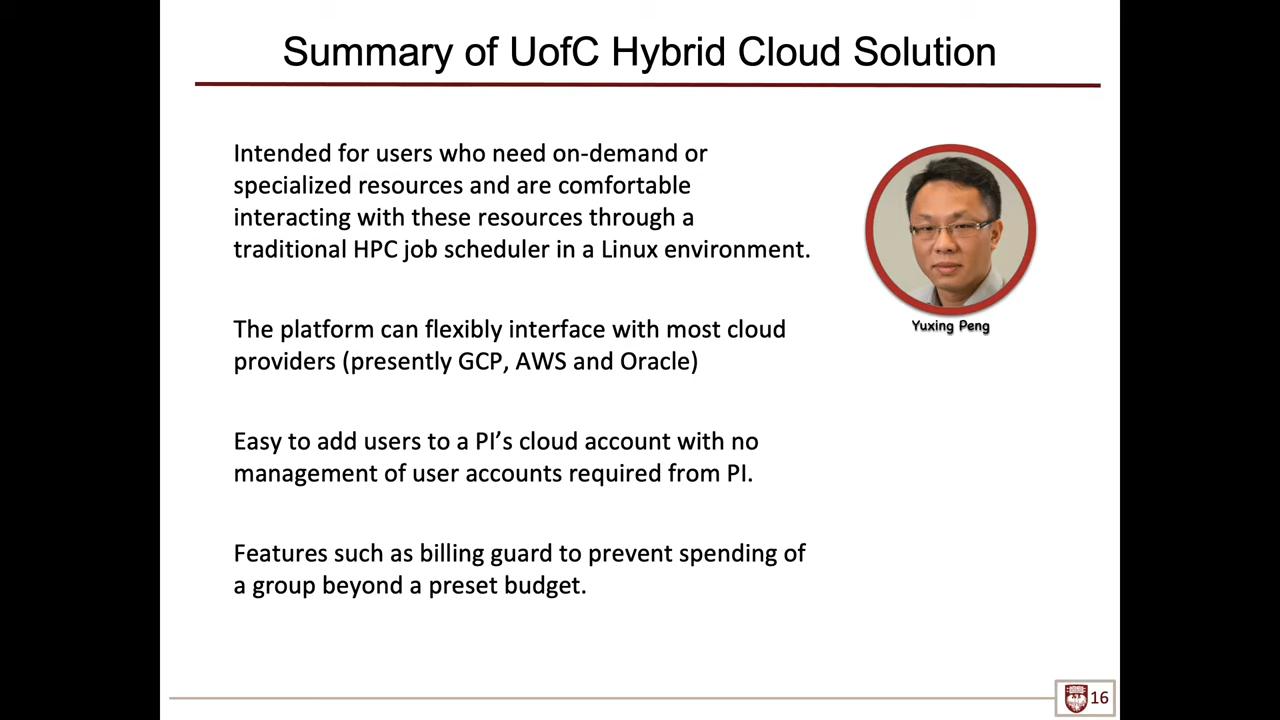 Summary of UofC Hybrid Cloud Solution
Intended for users who need on-demand or
specialized resources and are comfortable
interacting with these resources through a
traditional HPC job scheduler in a Linux environment.
Yuxing Peng
The platform can flexibly interface with most cloud
providers (presently GCP, AWS and Oracle)
Easy to add users to a PI’s cloud account with no
management of user accounts required from PI.
Features such as billing guard to prevent spending of
a group beyond a preset budget.
16